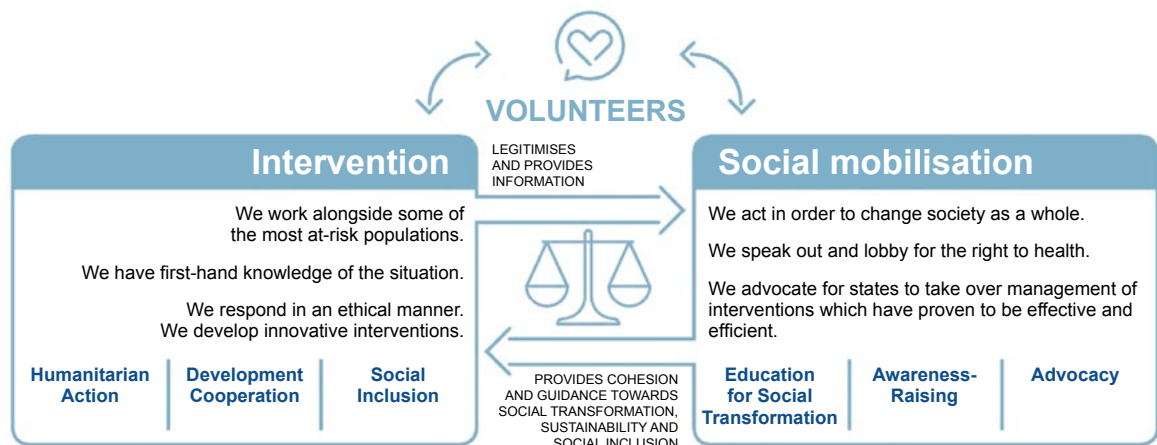 VOLUNTEERS
Intervention
We work alongside some of
the most at-risk populations.
We have first-hand knowledge of the situation.
We respond in an ethical manner.
We develop innovative interventions.
Humanitarian
Action
Development
Cooperation
Social
Inclusion
LEGITIMISES
AND PROVIDES
INFORMATION
PROVIDES COHESION
AND GUIDANCE TOWARDS
SOCIAL TRANSFORMATION,
SUSTAINABILITY AND
SOCIAL INCLUSION
Social mobilisation
We act in order to change society as a whole.
We speak out and lobby for the right to health.
We advocate for states to take over management of
interventions which have proven to be effective and
efficient.
Education
for Social
Transformation
Awareness-
Raising
Advocacy